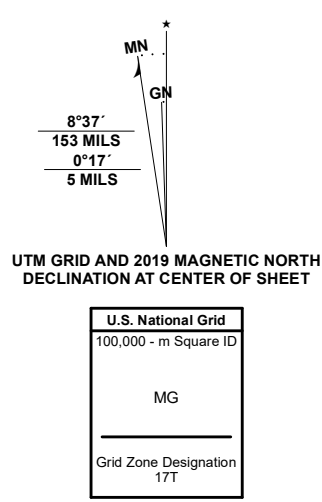 MN
GN
8°37´
153 MILS
0°17´
5 MILS
UTM GRID AND 2019 MAGNETIC NORTH
DECLINATION AT CENTER OF SHEET
U.S. National Grid
100,000 - m Square ID
MG
Grid Zone Designation
17T